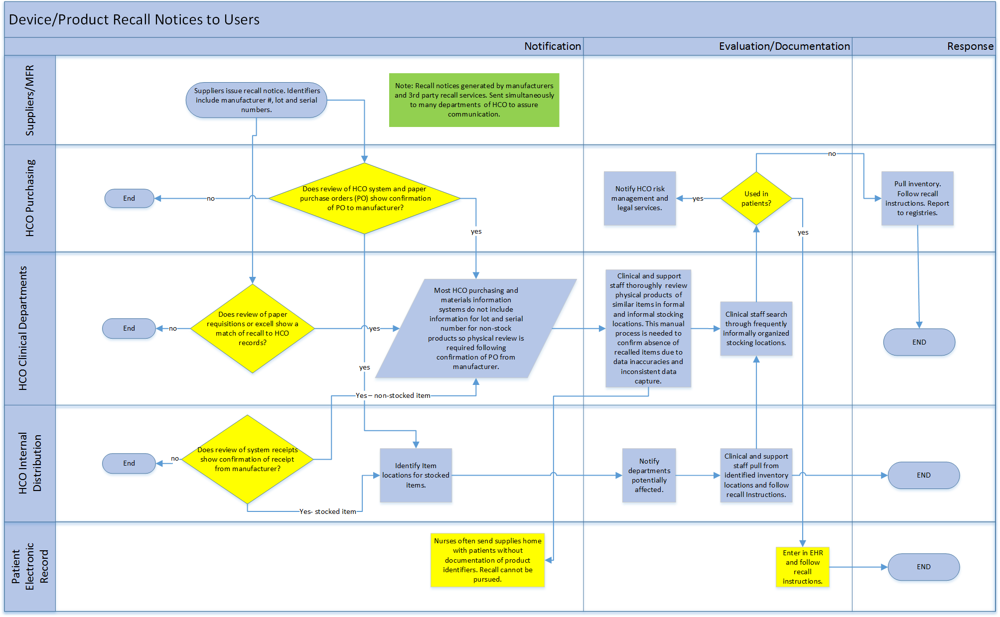 Device/Product Recall Notices to Users
Notification
Evaluation/Documentation
Response
Suppliers/MFR
Suppliers issue recall notice. Identifiers
include manufacturer #, lot and serial
numbers.
Note: Recall notices generated by manufacturers
and 3rd party recall services. Sent simultaneously
to many departments of HCO to assure
communication.
HCO Purchasing
End
no
Does review of HCO system and paper
purchase orders (PO) show confirmation
of PO to manufacturer?
yes
Notify HCO risk
management and
legal services.
yes
Used in
patients?
no
yes
Pull inventory.
Follow recall
instructions. Report
to registries.
HCO Clinical Departments
End
no
Does review of paper
requisitions or excell show a
match of recall to HCO
records?
yes
yes
Most HCO purchasing and
materials information
systems do not include
information for lot and serial
number for non-stock
products so physical review is
required following
confirmation of PO from
manufacturer.
Yes – non-stocked item
Clinical and support
staff thoroughly review
physical products of
similar items in formal
and informal stocking
locations. This manual
process is needed to
confirm absence of
recalled items due to
data inaccuracies and
inconsistent data
capture.
Clinical staff search
through frequently
informally organized
stocking locations.
END
HCO Internal
Distribution
End
no
Does review of system receipts
show confirmation of receipt
from manufacturer?
Yes- stocked item
Identify Item
locations for stocked
items.
Notify
departments
potentially
affected.
Clinical and support
staff pull from
identified inventory
locations and follow
recall Instructions.
END
Patient
Electronic
Record
Nurses often send supplies home
with patients without
documentation of product
identifiers. Recall cannot be
pursued.
Enter in EHR
and follow
recall
instructions.
END